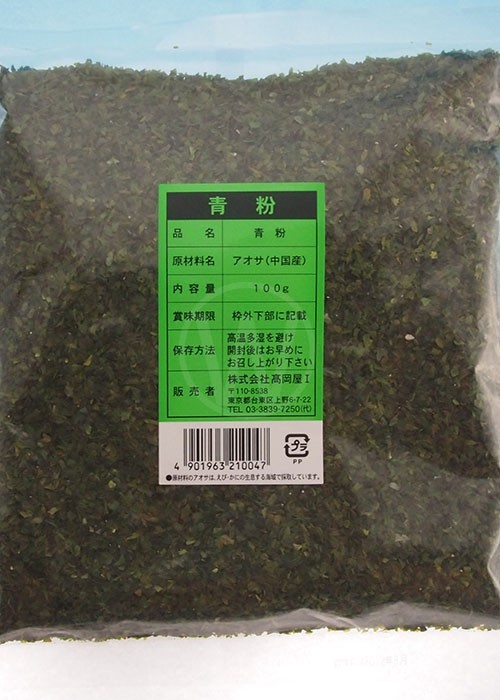 青粉
品名 青粉
原材料名 アオサ(中国産)
内容量 100g
賞味期限 枠外下部に記載
保存方法 高温多湿を避け
開封後はお早めに
お召し上がり下さい
販売者 株式会社髙岡屋I
〒110-8538
東京都台東区上野6-7-22
TEL 03-3839-7250(代)
プラ
PP
4 901963 210047
●原材料のアオサは、えび・かにの生息する海域で採取しています。